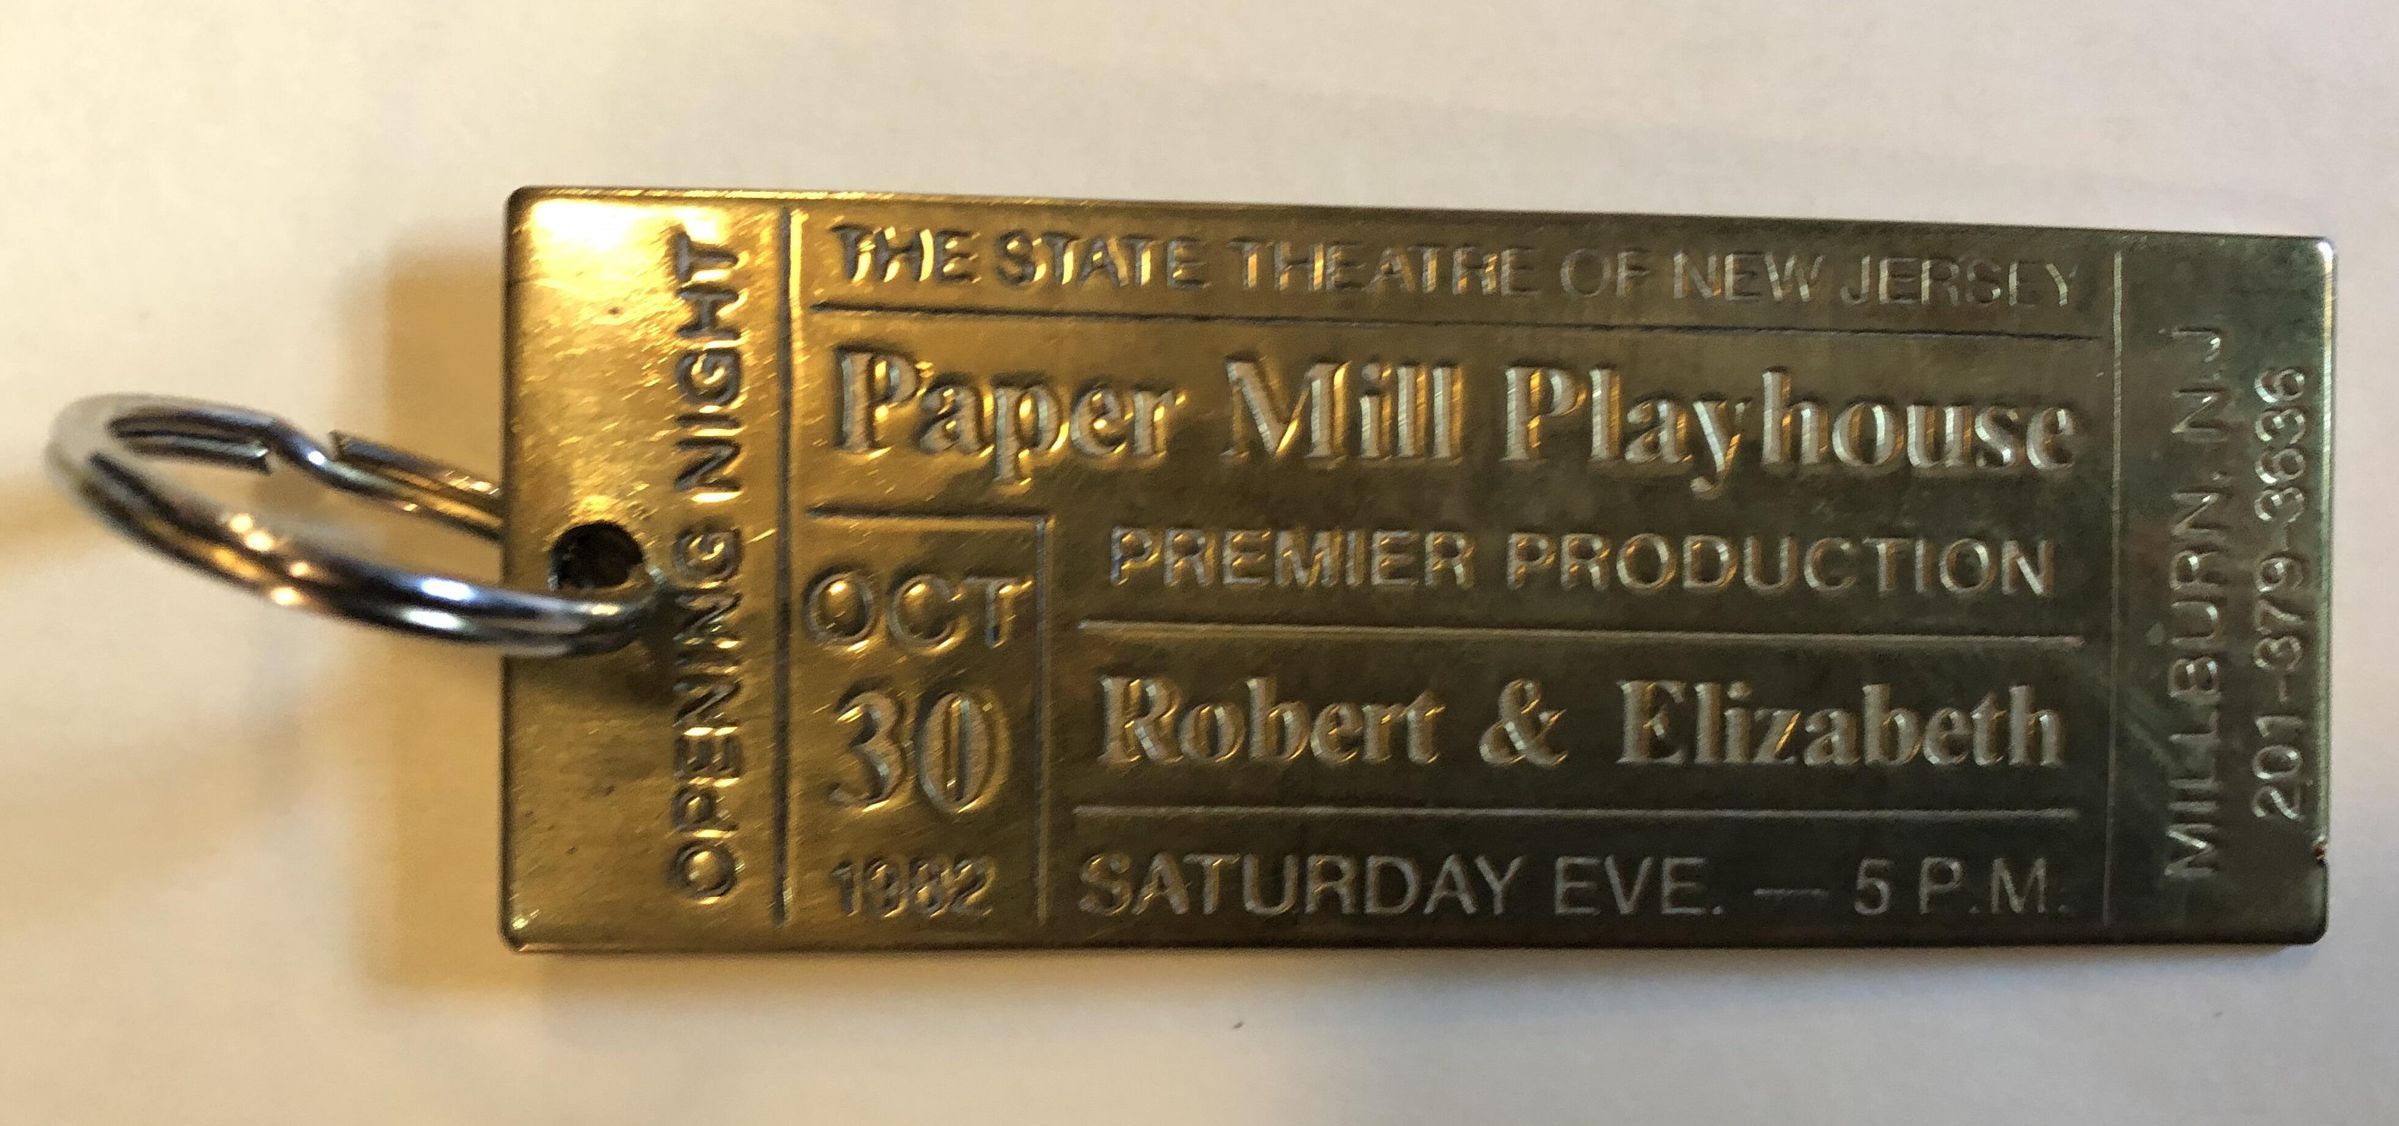 OPENING NIGHT
THE STATE THEATRE OF NEW JERSEY
Paper Mill Playhouse
OCT
30
1982
PREMIER PRODUCTION
Robert & Elizabeth
SATURDAY EVE. — 5 P.M.
MILLBURN, N.J
201-379-3636